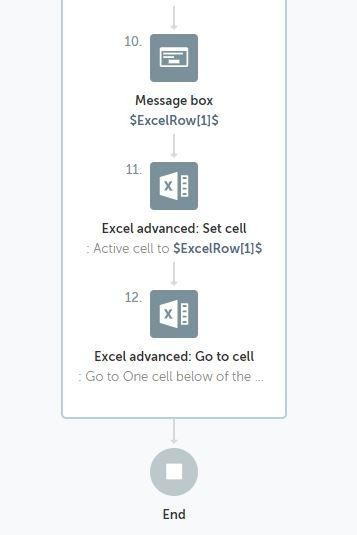 10.
Message box
$ExcelRow[1]$
11.
X
Excel advanced: Set cell
: Active cell to $ExcelRow[1]$
12.
X
Excel advanced: Go to cell
: Go to One cell below of the ...
End